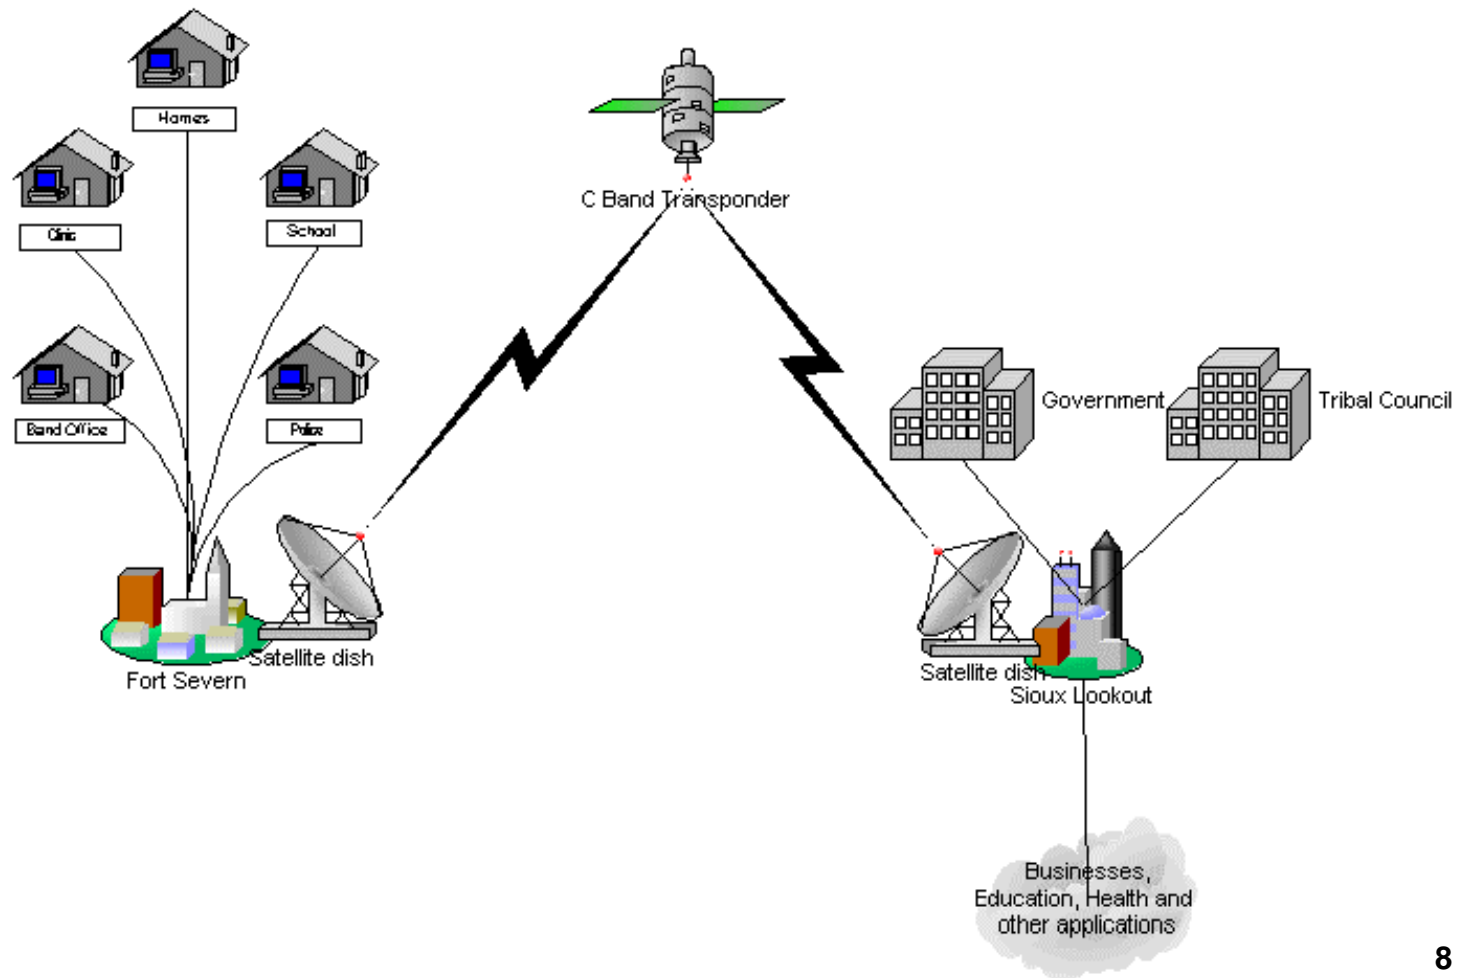 Homes
Clinic
School
C Band Transponder
Band Office
Police
Government
Tribal Council
Satellite dish
Fort Severn
Satellite dish
Sioux Lookout
Businesses,
Education, Health and
other applications
8